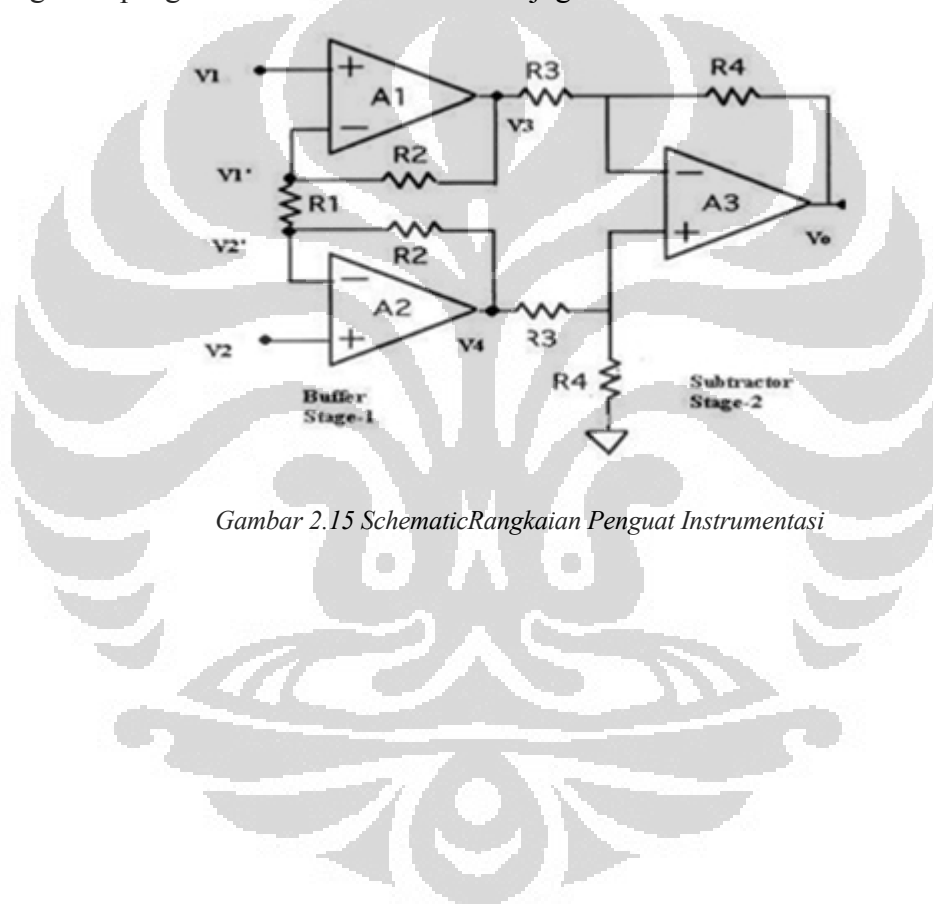 V1
+
A1
−
R3
R4
V3
R2
V1'
R1
V2'
R2
−
A2
+
V2
V4
R3
−
A3
+
Vo
R4
Buffer
Stage-1
Subtractor
Stage-2
Gambar 2.15 SchematicRangkaian Penguat Instrumentasi